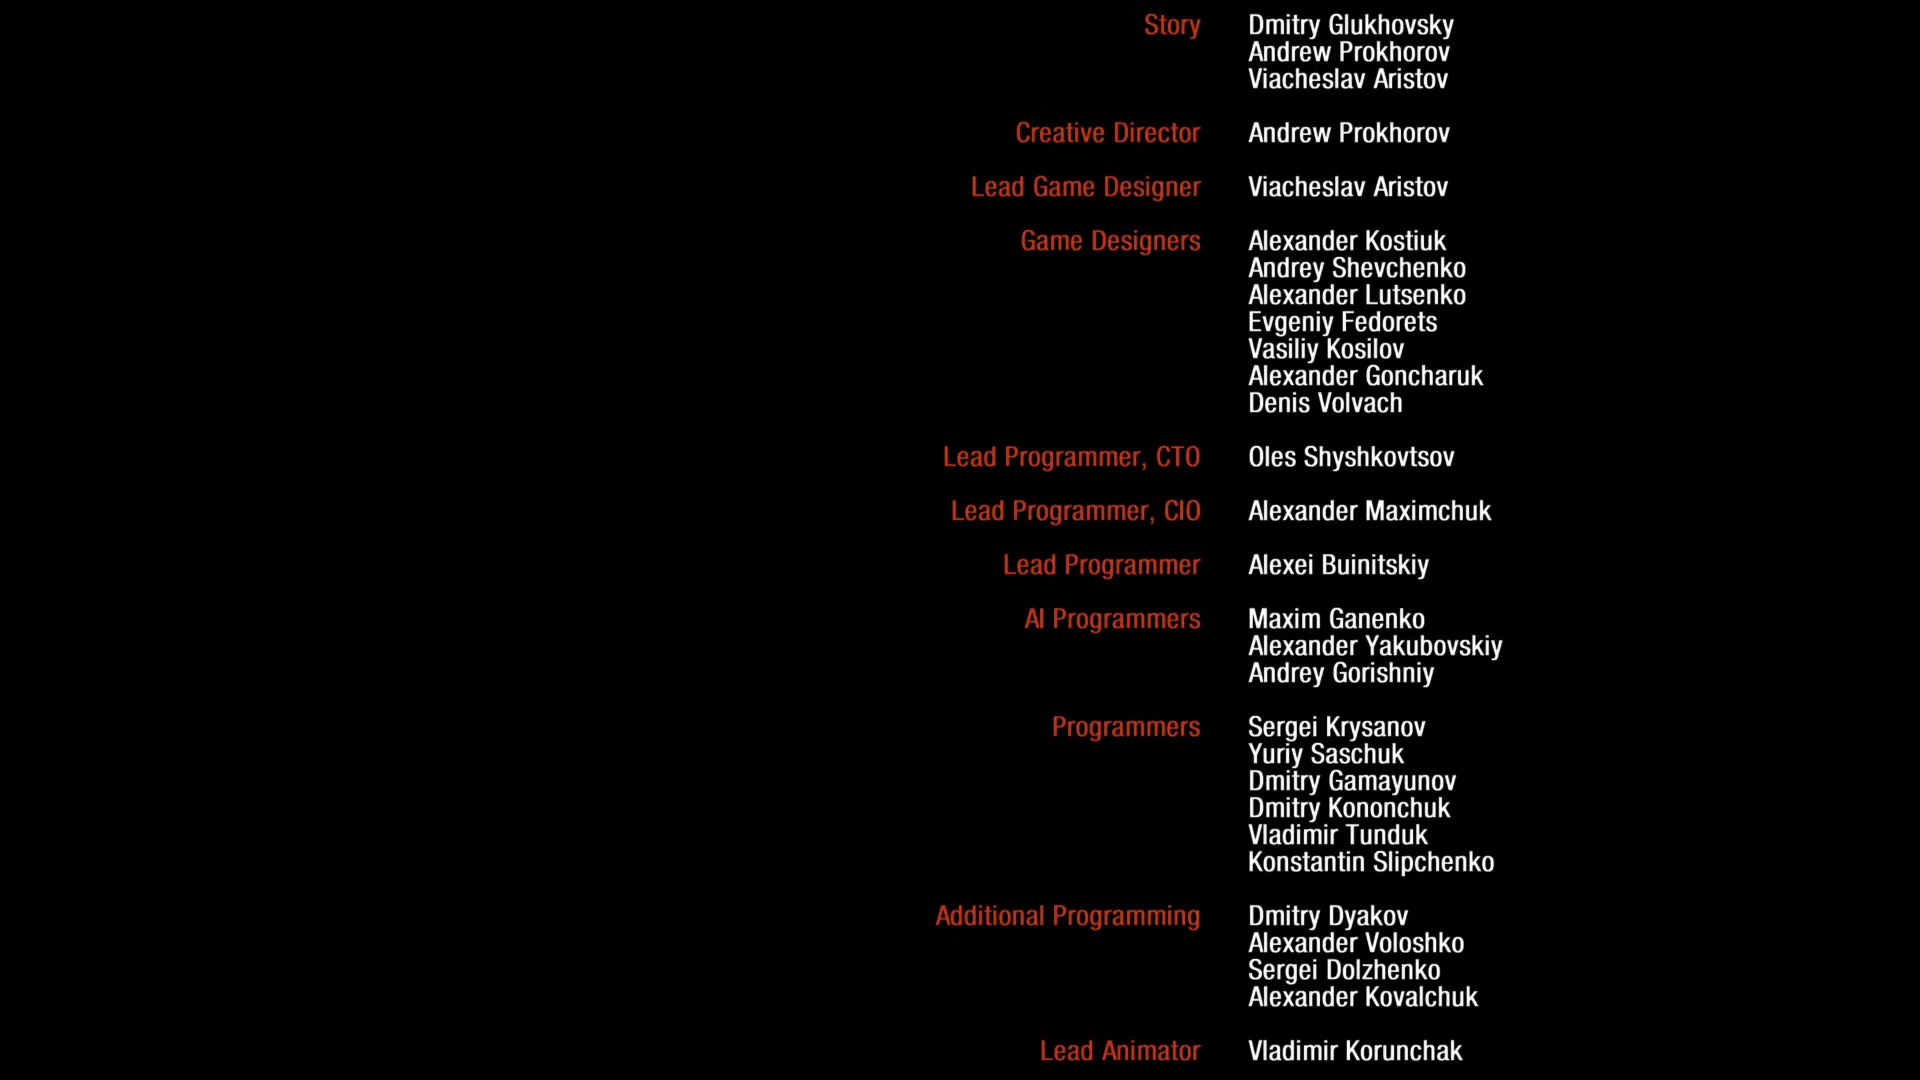 Story Dmitry Glukhovsky
Andrew Prokhorov
Viacheslav Aristov
Creative Director Andrew Prokhorov
Lead Game Designer Viacheslav Aristov
Game Designers Alexander Kostiuk
Andrey Shevchenko
Alexander Lutsenko
Evgeniy Fedorets
Vasiliy Kosilov
Alexander Goncharuk
Denis Volvach
Lead Programmer, CTO Oles Shyshkovtsov
Lead Programmer, CIO Alexander Maximchuk
Lead Programmer Alexei Buinitskiy
AI Programmers Maxim Ganenko
Alexander Yakubovskiy
Andrey Gorishniy
Programmers Sergei Krysanov
Yuriy Saschuk
Dmitry Gamayunov
Dmitry Kononchuk
Vladimir Tunduk
Konstantin Slipchenko
Additional Programming Dmitry Dyakov
Alexander Voloshko
Sergei Dolzhenko
Alexander Kovalchuk
Lead Animator Vladimir Korunchak